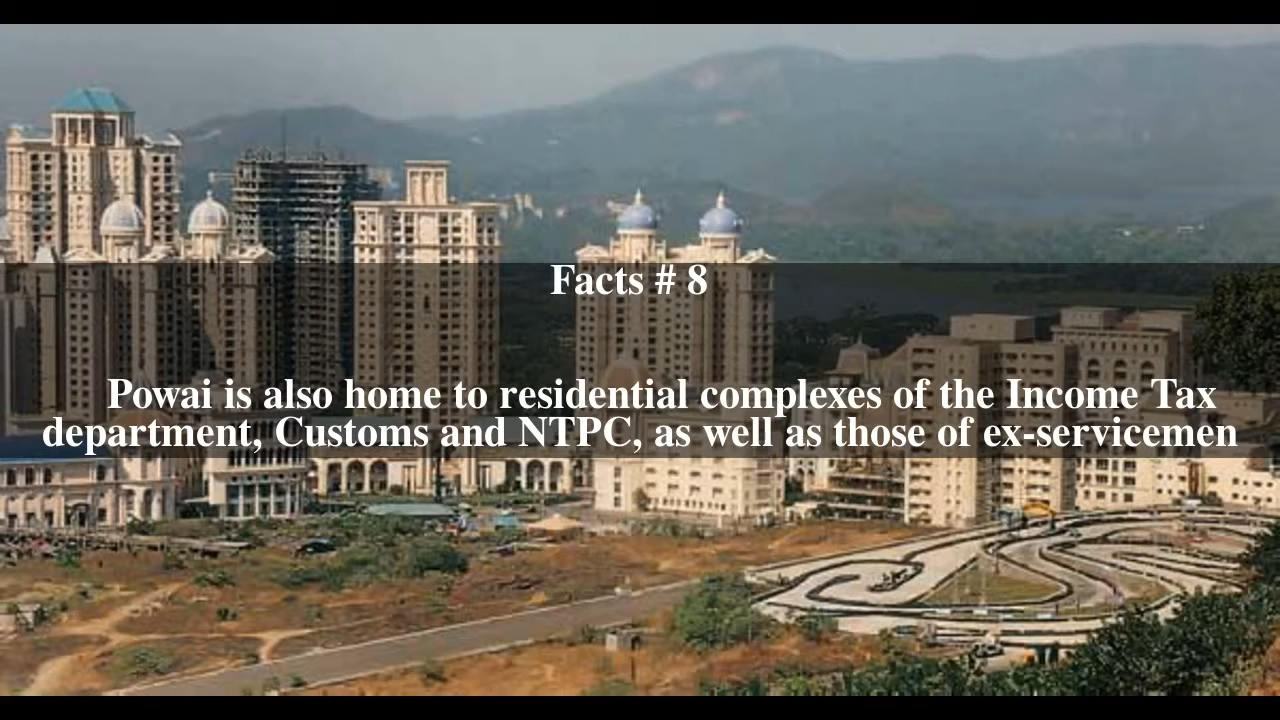 Facts # 8
Powai is also home to residential complexes of the Income Tax
department, Customs and NTPC, as well as those of ex-servicemen